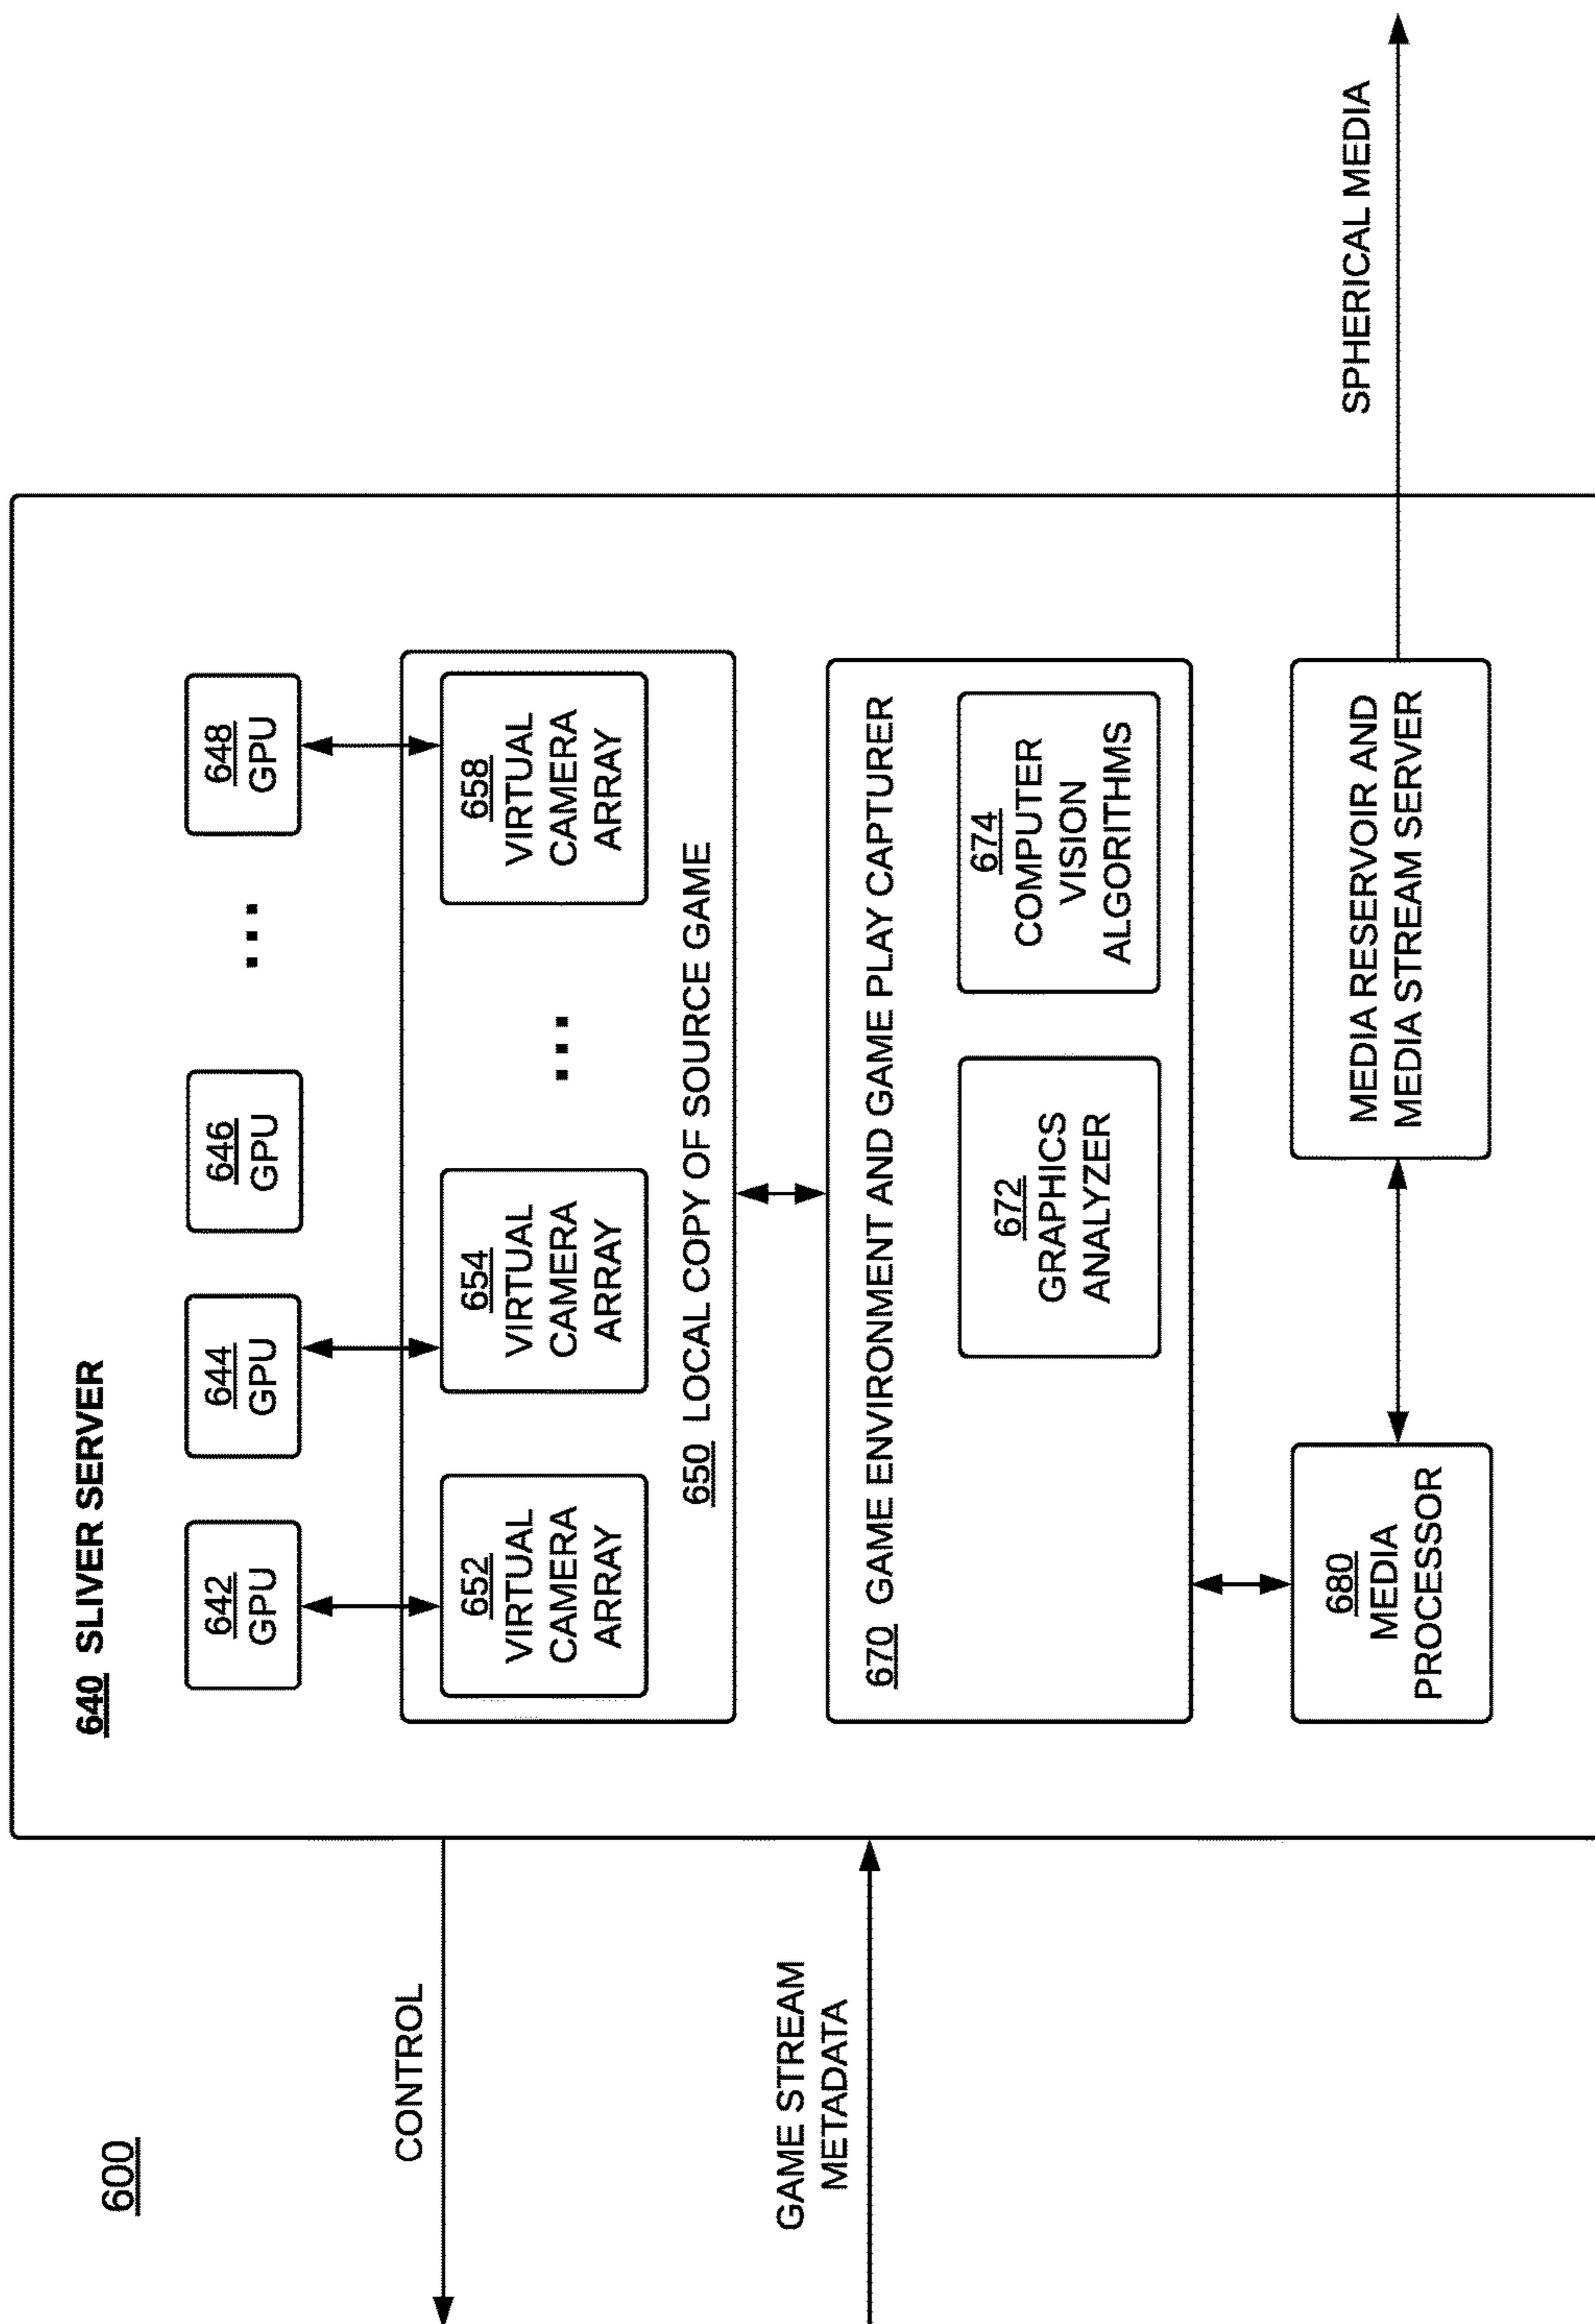 600
640 SLIVER SERVER
642
GPU
644
GPU
646
GPU
...
648
GPU
CONTROL
652
VIRTUAL
CAMERA
ARRAY
654
VIRTUAL
CAMERA
ARRAY
...
658
VIRTUAL
CAMERA
ARRAY
650 LOCAL COPY OF SOURCE GAME
GAME STREAM
METADATA
670 GAME ENVIRONMENT AND GAME PLAY CAPTURER
672
GRAPHICS
ANALYZER
674
COMPUTER
VISION
ALGORITHMS
680
MEDIA
PROCESSOR
MEDIA RESERVOIR AND
MEDIA STREAM SERVER
SPHERICAL MEDIA